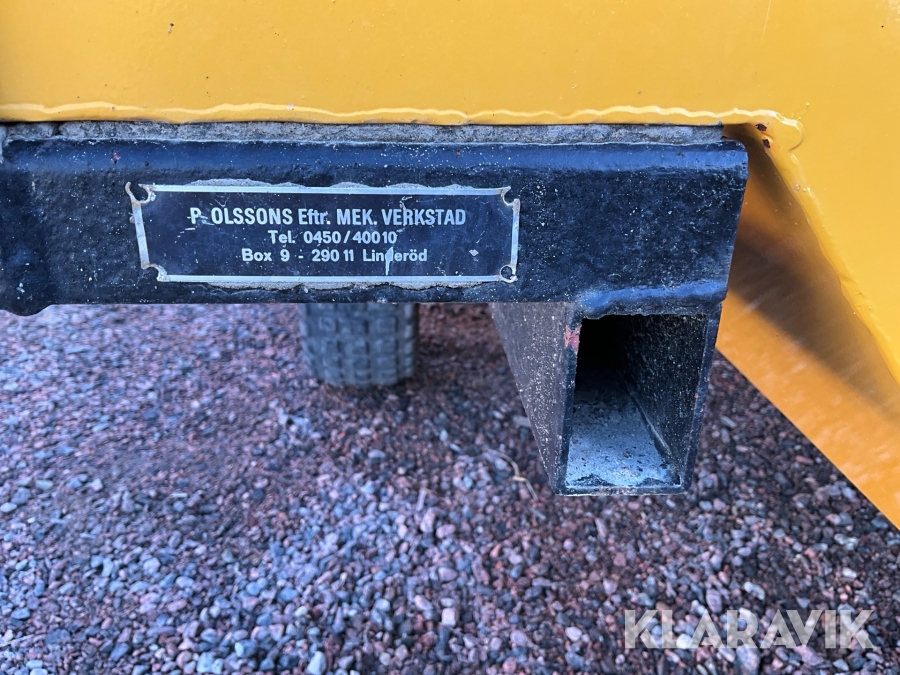 P. OLSSONS Eftr. MEK. VERKSTAD
Tel. 0450/40010
Box 9 - 290 11 Linderöd
KLARAVIK